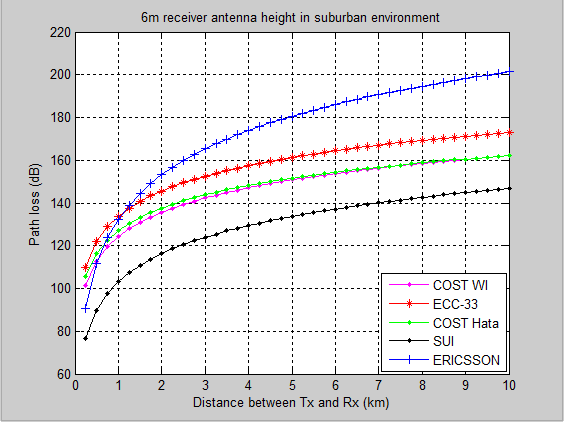 6m receiver antenna height in suburban environment
220
200
180
160
140
120
100
80
60
Path loss (dB)
0 1 2 3 4 5 6 7 8 9 10
Distance between Tx and Rx (km)
COST WI
ECC-33
COST Hata
SUI
ERICSSON